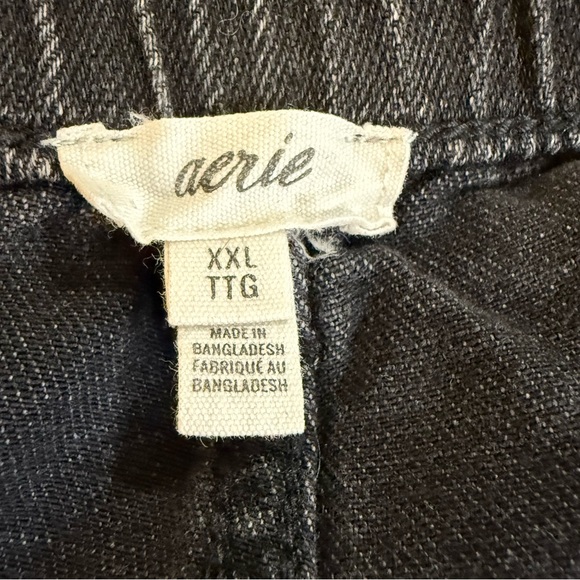 aerie
XXL
TTG
MADE IN
BANGLADESH
FABRIQUÉ AU
BANGLADESH